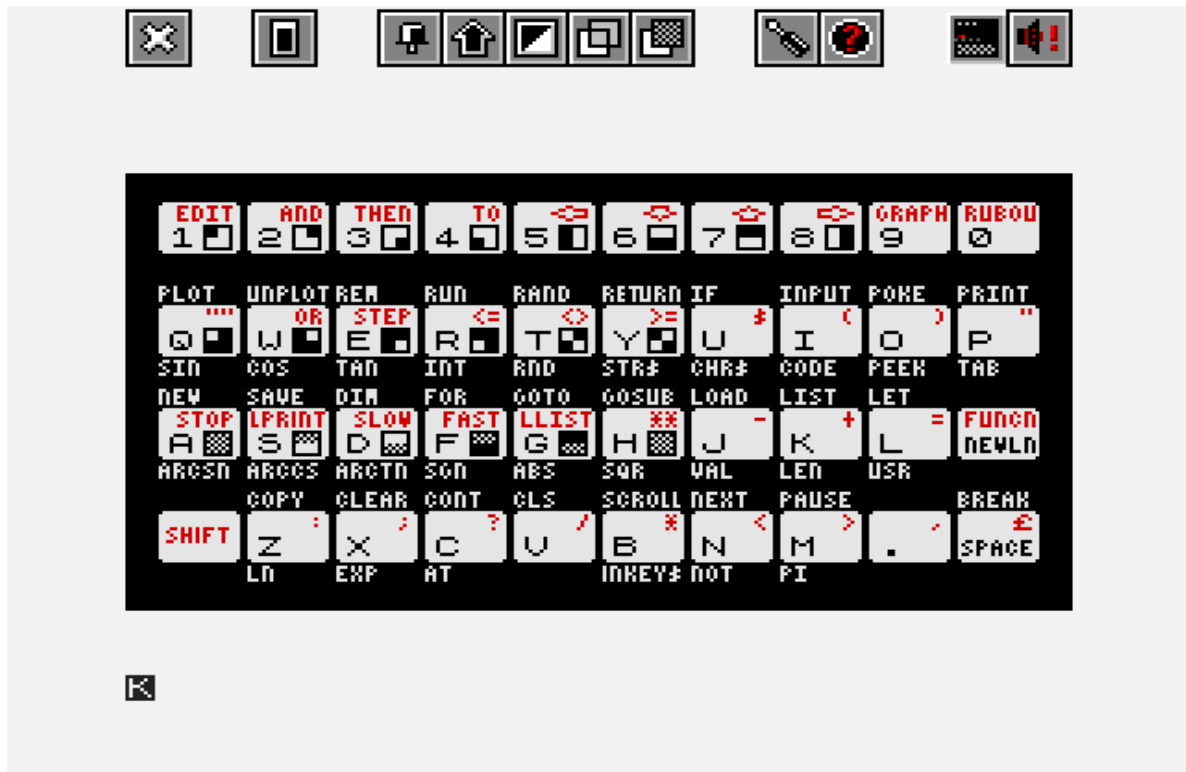 ? !
EDIT AND THEN TO GRAPH RUBOU
1 2 3 4 5 6 7 8 9 0
PLOT UNPLOT REM RUN RAND RETURN IF INPUT POKE PRINT
"" OR STEP <= <> >= $ ( ) "
Q W E R T Y U I O P
SIN COS TAN INT RND STR$ CHR$ CODE PEEK TAB
NEW SAVE DIM FOR GOTO GOSUB LOAD LIST LET
STOP LPRINT SLOW FAST LLIST ** - + = FUNCN
A S D F G H J K L NEWLN
ARCSN ARCCS ARCTN SGN ABS SQR VAL LEN USR
COPY CLEAR CONT CLS SCROLL NEXT PAUSE BREAK
SHIFT : ; ? / * < > , £
Z X C V B N M . SPACE
LN EXP AT INKEY$ NOT PI
K